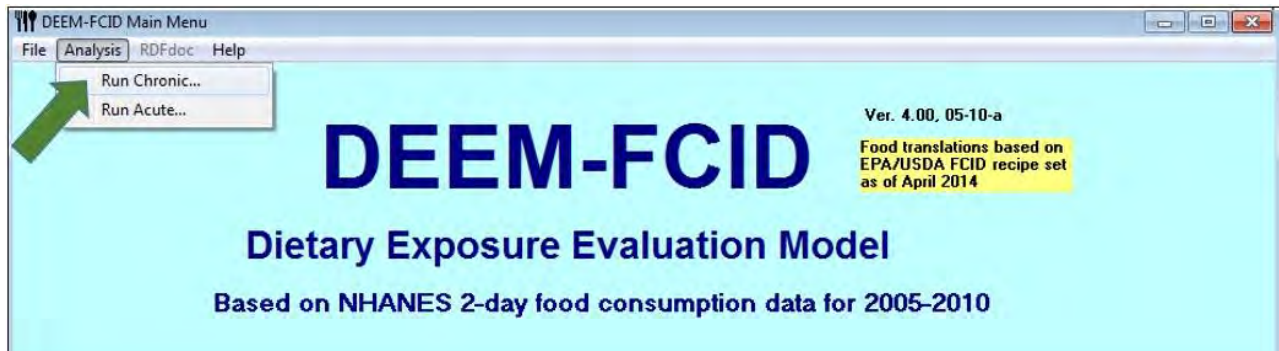 DEEM-FCID Main Menu
File Analysis RDFdoc Help
Run Chronic...
Run Acute...
Ver. 4.00, 05-10-a
DEEM-FCID
Food translations based on
EPA/USDA FCID recipe set
as of April 2014
Dietary Exposure Evaluation Model
Based on NHANES 2-day food consumption data for 2005-2010